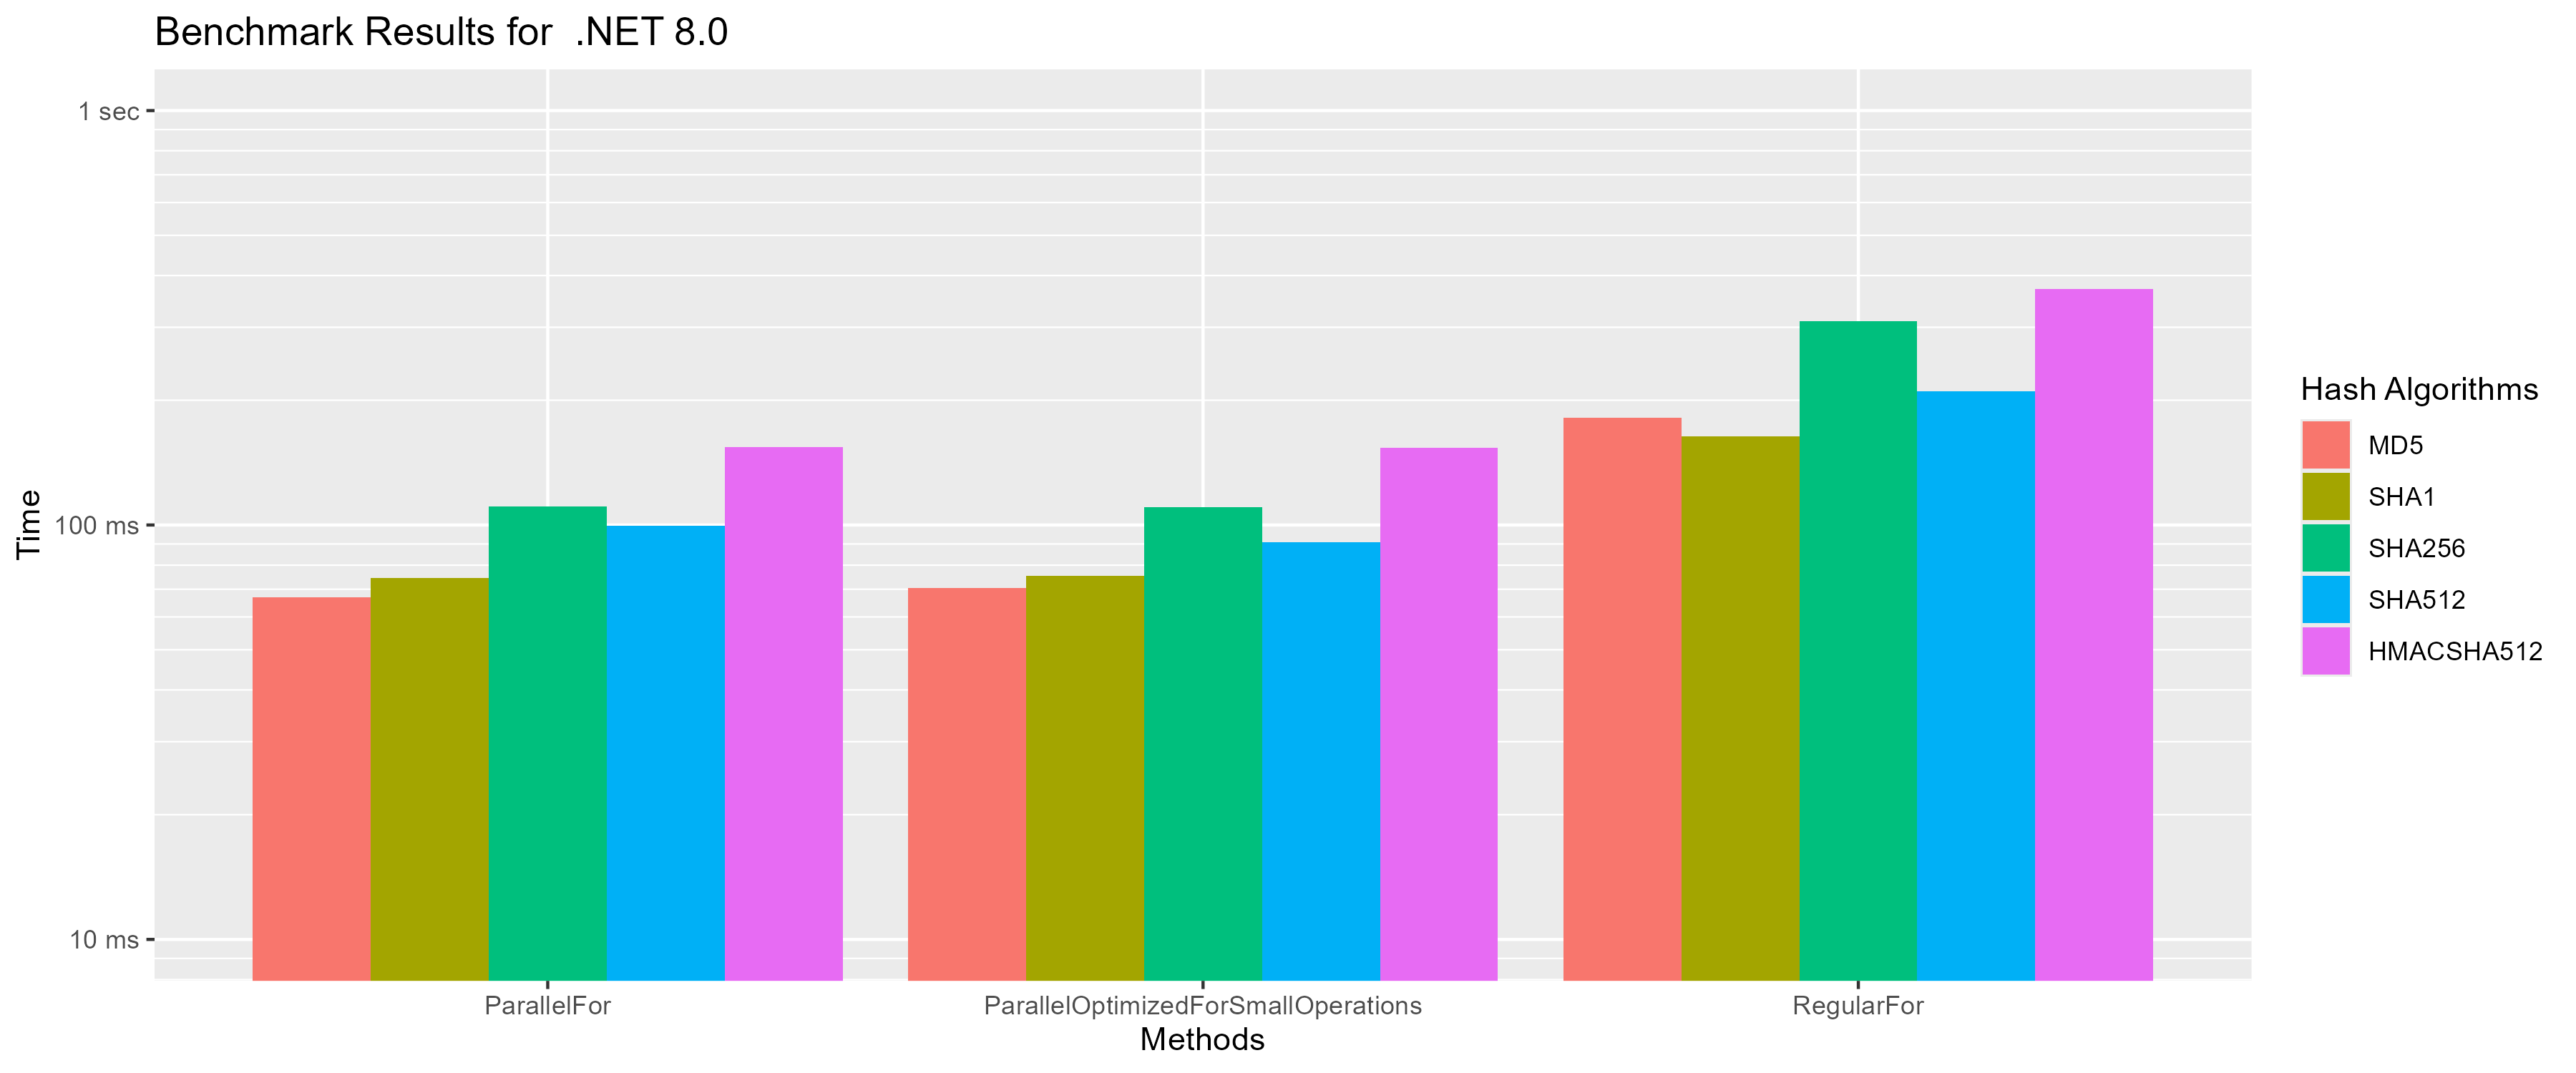 Benchmark Results for  .NET 8.0
1 sec
100 ms
10 ms
Time
ParallelFor
ParallelOptimizedForSmallOperations
RegularFor
Methods
Hash Algorithms
MD5
SHA1
SHA256
SHA512
HMACSHA512